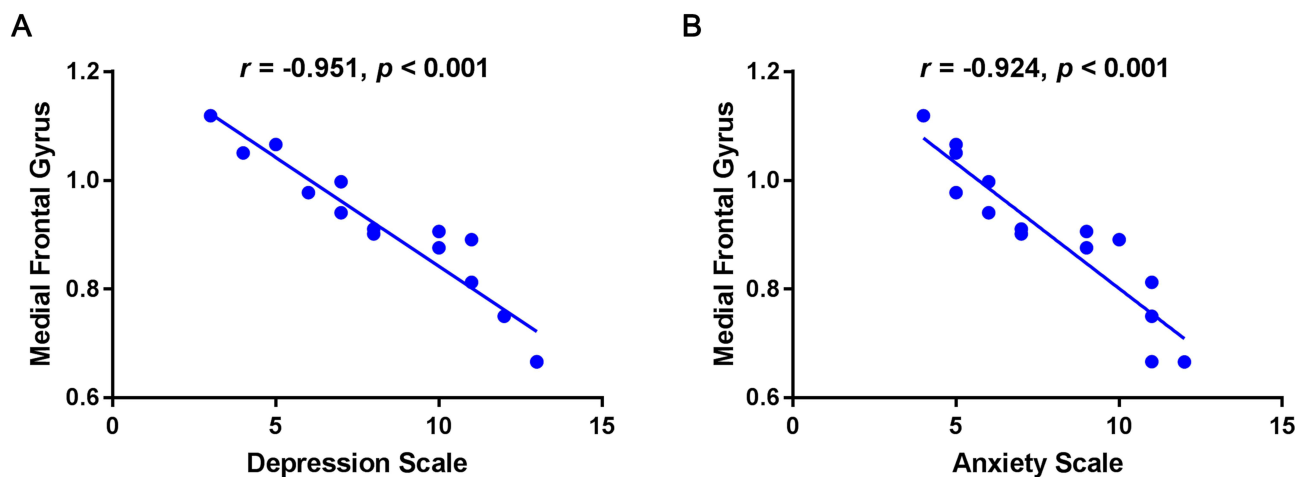 A
r = -0.951, p < 0.001
Medial Frontal Gyrus
1.2
1.0
0.8
0.6
0
5
10
15
Depression Scale
B
r = -0.924, p < 0.001
Medial Frontal Gyrus
1.2
1.0
0.8
0.6
0
5
10
15
Anxiety Scale